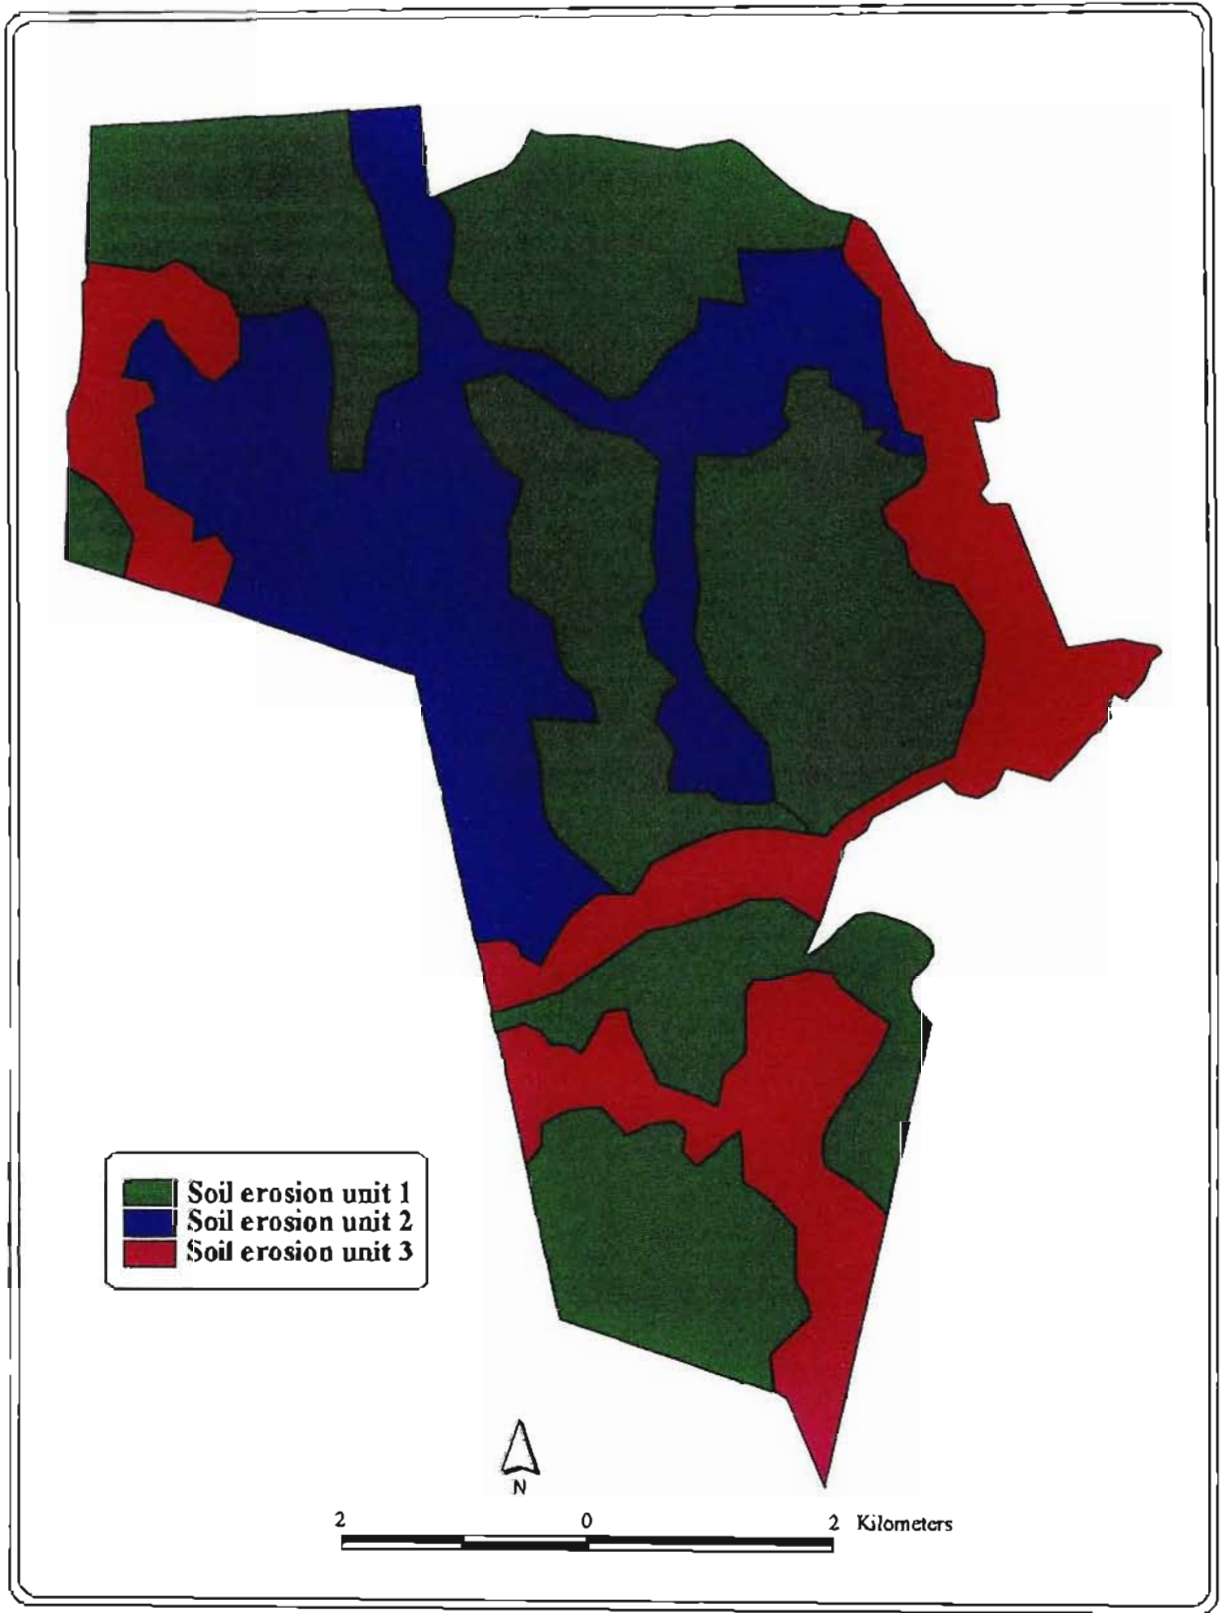 Soil erosion unit 1
Soil erosion unit 2
Soil erosion unit 3
N
2 0 2 Kilometers